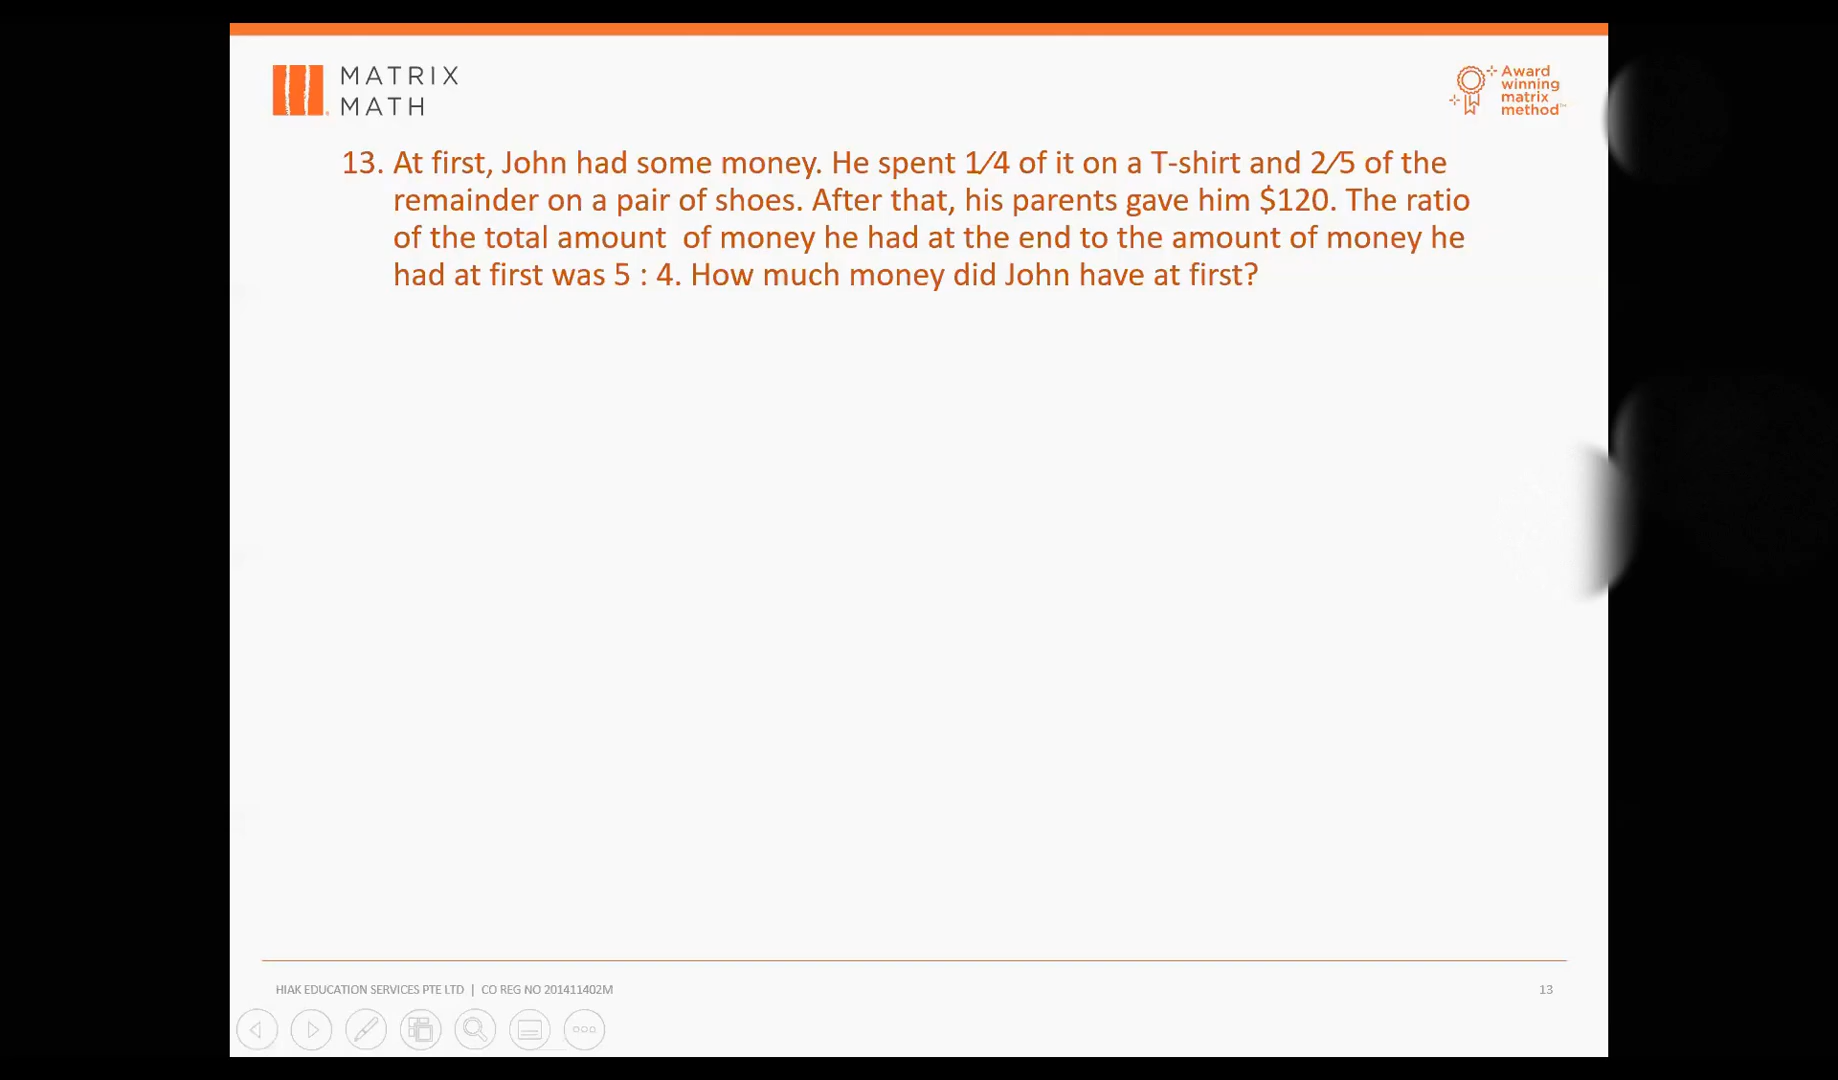 MATRIX
MATH
Award
winning
matrix
method™
13. At first, John had some money. He spent 1/4 of it on a T-shirt and 2/5 of the
remainder on a pair of shoes. After that, his parents gave him $120. The ratio
of the total amount  of money he had at the end to the amount of money he
had at first was 5 : 4. How much money did John have at first?
HIAK EDUCATION SERVICES PTE LTD | CO REG NO 201411402M
13